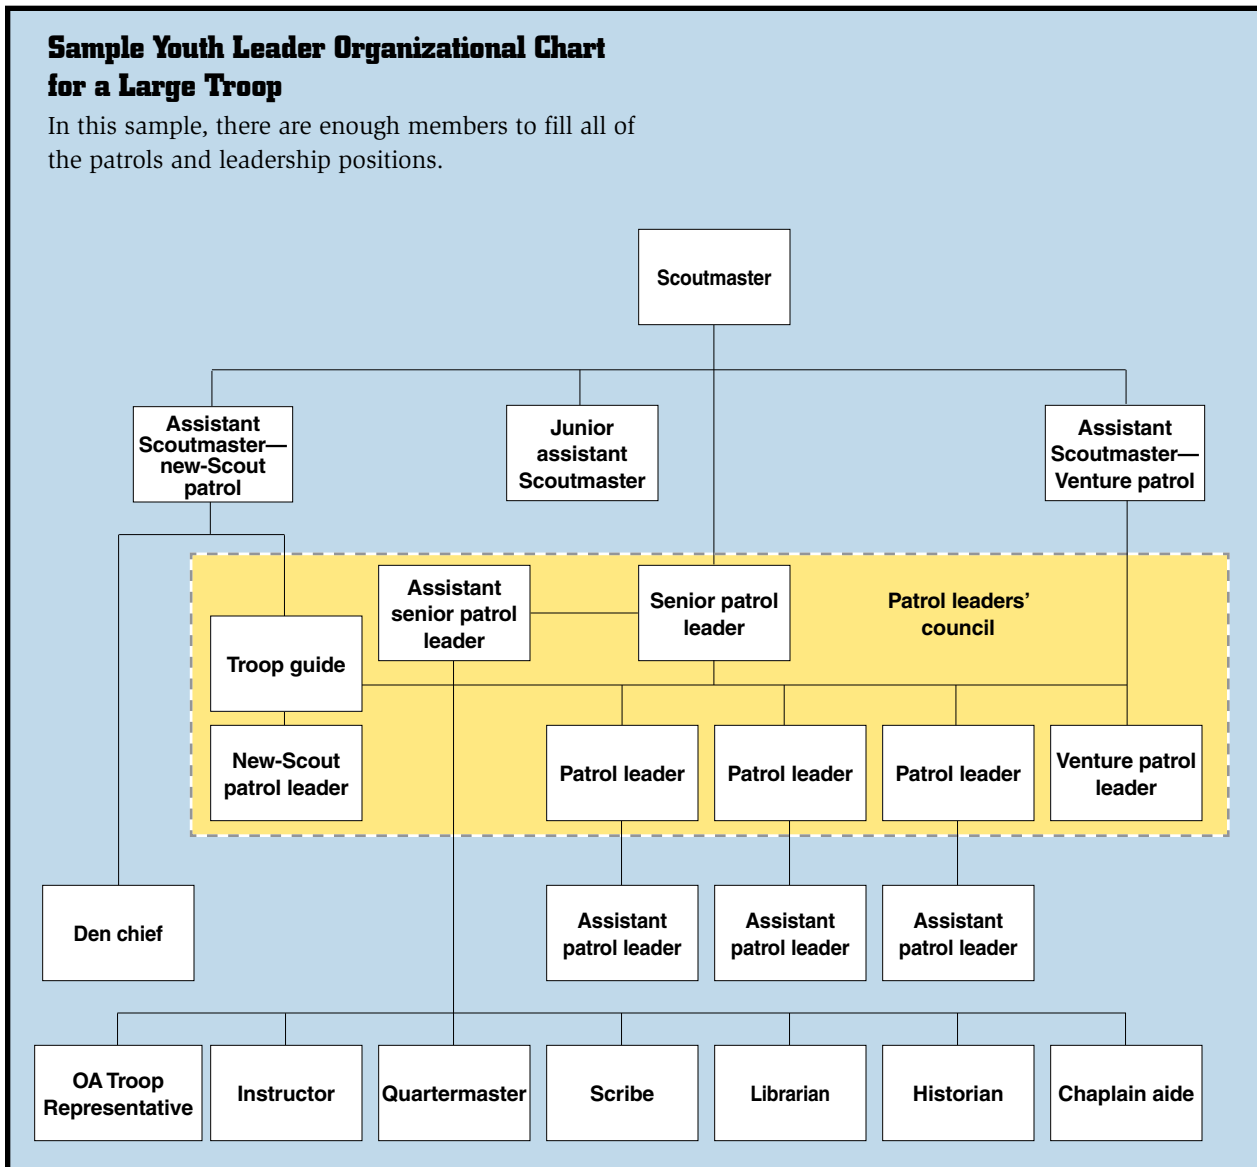 Sample Youth Leader Organizational Chart
for a Large Troop
In this sample, there are enough members to fill all of
the patrols and leadership positions.
Scoutmaster
Assistant
Scoutmaster—
new-Scout
patrol
Junior
assistant
Scoutmaster
Assistant
Scoutmaster—
Venture patrol
Assistant
senior patrol
leader
Senior patrol
leader
Patrol leaders’
council
Troop guide
New-Scout
patrol leader
Patrol leader
Patrol leader
Patrol leader
Venture patrol
leader
Den chief
Assistant
patrol leader
Assistant
patrol leader
Assistant
patrol leader
OA Troop
Representative
Instructor
Quartermaster
Scribe
Librarian
Historian
Chaplain aide